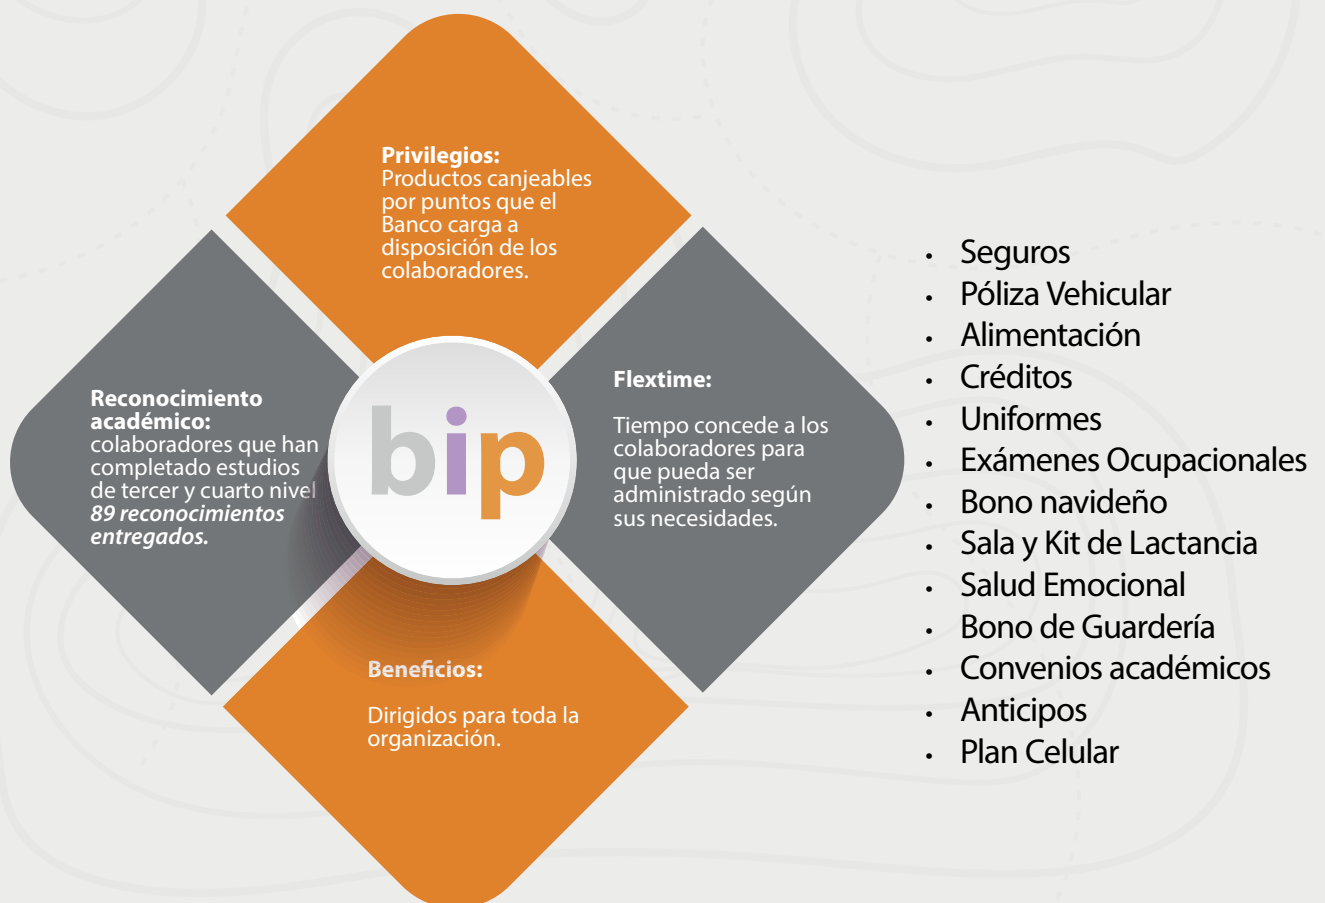 Privilegios:
Productos canjeables
por puntos que el
Banco carga a
disposición de los
colaboradores.
Reconocimiento
académico:
colaboradores que han
completado estudios
de tercer y cuarto nivel
89 reconocimientos
entregados.
bip
Flextime:
Tiempo concede a los
colaboradores para
que pueda ser
administrado según
sus necesidades.
Beneficios:
Dirigidos para toda la
organización.
• Seguros
• Póliza Vehicular
• Alimentación
• Créditos
• Uniformes
• Exámenes Ocupacionales
• Bono navideño
• Sala y Kit de Lactancia
• Salud Emocional
• Bono de Guardería
• Convenios académicos
• Anticipos
• Plan Celular